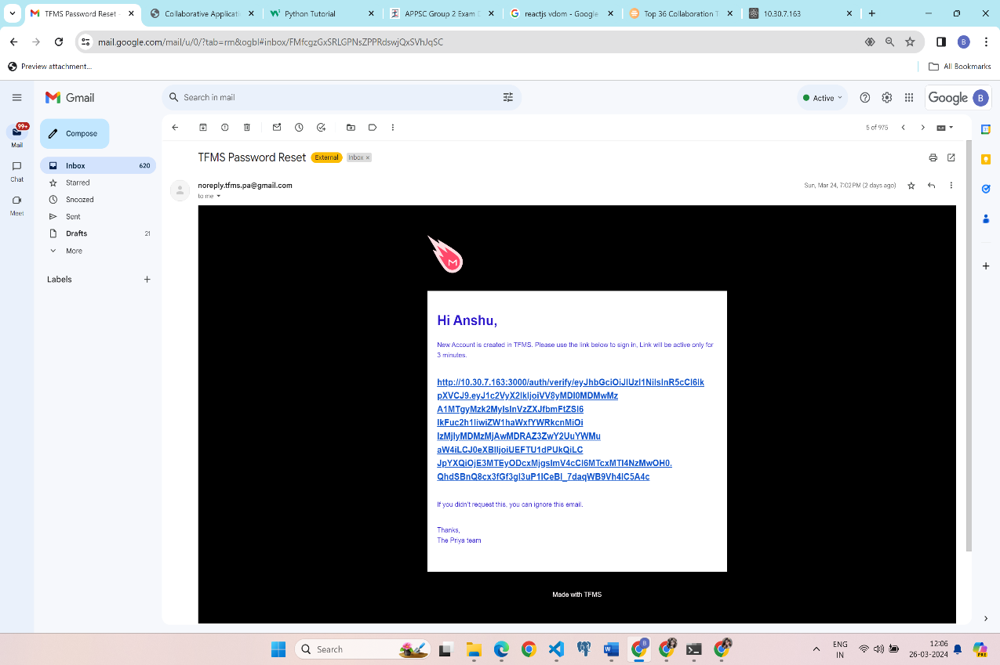 TFMS Password Reset -
Collaborative Applicati
Python Tutorial
APPSC Group 2 Exam D
reactjs vdom - Google
Top 36 Collaboration T
10.30.7.163
mail.google.com/mail/u/0/?tab=rm&ogbl#inbox/FMfcgzGxSRLGPNsZPPRdswjQxSVhJqSC
B
Preview attachment...
All Bookmarks
Gmail
Search in mail
Active
Google
B
99+
Mail
Chat
Meet
Compose
Inbox 620
Starred
Snoozed
Sent
Drafts 21
More
Labels
5 of 975
TFMS Password Reset External Inbox x
noreply.tfms.pa@gmail.com
to me
Sun, Mar 24, 7:02 PM (2 days ago)
M
Hi Anshu,
New Account is created in TFMS. Please use the link below to sign in, Link will be active only for
3 minutes.
http://10.30.7.163:3000/auth/verify/eyJhbGciOiJIUzI1NiIsInR5cCI6Ik
pXVCJ9.eyJ1c2VyX2lkIjoiVV8yMDI0MDMwMz
A1MTgyMzk2MyIsInVzZXJfbmFtZSI6
IkFuc2h1IiwiZW1haWxfYWRkcnMiOi
IzMjIyMDMzMjAwMDRAZ3ZwY2UuYWMu
aW4iLCJ0eXBlIjoiUEFTU1dPUkQiLC
JpYXQiOjE3MTEyODcxMjgsImV4cCI6MTcxMTI4NzMwOH0.
QhdSBnQ8cx3fGf3gI3uP1ICeBl_7daqWB9Vh4lC5A4c
If you didn't request this, you can ignore this email.
Thanks,
The Priya team
Made with TFMS
Search
ENG
IN
12:06
26-03-2024
PRE